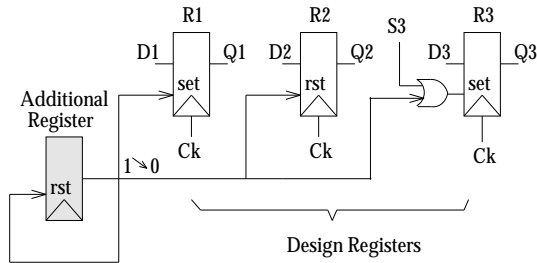 R1
R2
R3
S3
D1
Q1
D2
Q2
D3
Q3
set
rst
set
Additional
Register
Ck
Ck
Ck
1 0
rst
Design Registers